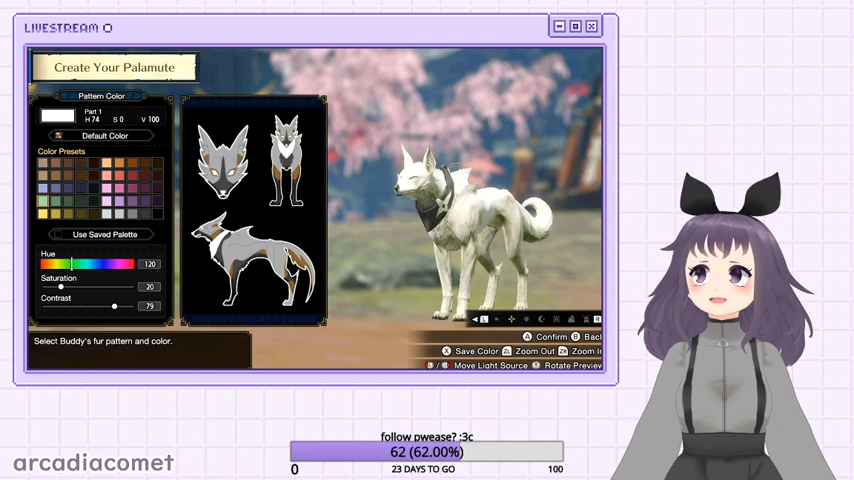 LIVESTREAM
Create Your Palamute
Pattern Color
Part 1
H 74 S 0 V 100
Default Color
Color Presets
Use Saved Palette
Hue
120
Saturation
20
Contrast
79
Select Buddy's fur pattern and color.
L R
A Confirm B Back
X Save Color ZL Zoom Out ZR Zoom In
Move Light Source Rotate Preview
follow pwease? :3c
62 (62.00%)
0 23 DAYS TO GO 100
arcadiacomet